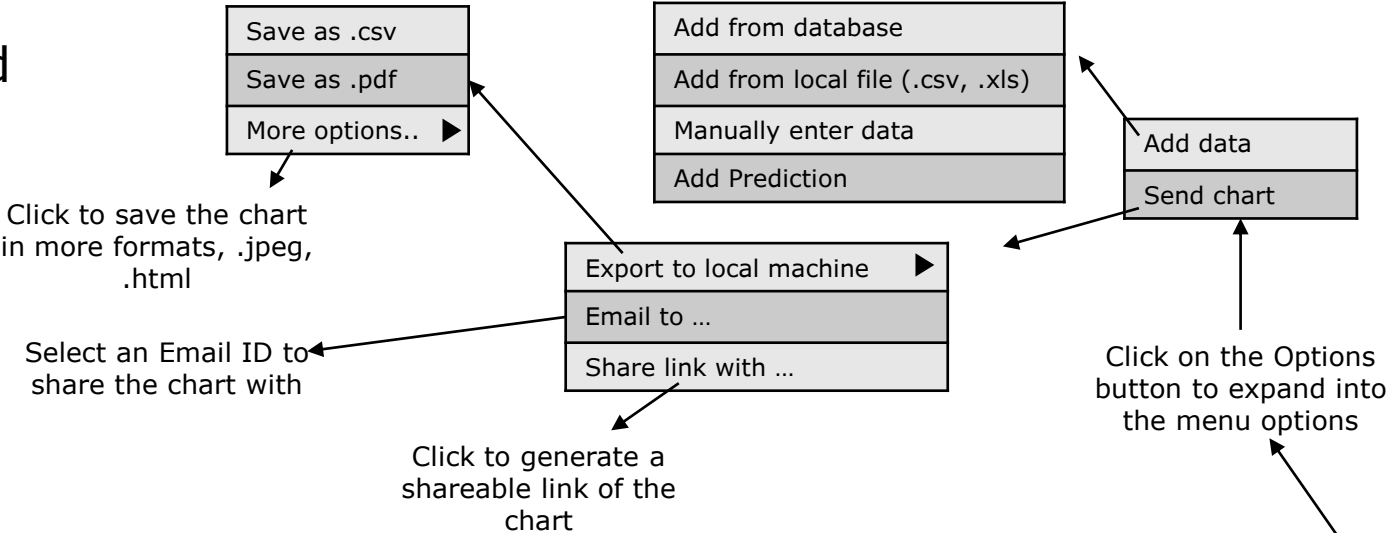 Save as .csv
Save as .pdf
More options..
Click to save the chart
in more formats, .jpeg,
.html
Select an Email ID to
share the chart with
Add from database
Add from local file (.csv, .xls)
Manually enter data
Add Prediction
Add data
Send chart
Export to local machine
Email to …
Share link with …
Click to generate a
shareable link of the
chart
Click on the Options
button to expand into
the menu options